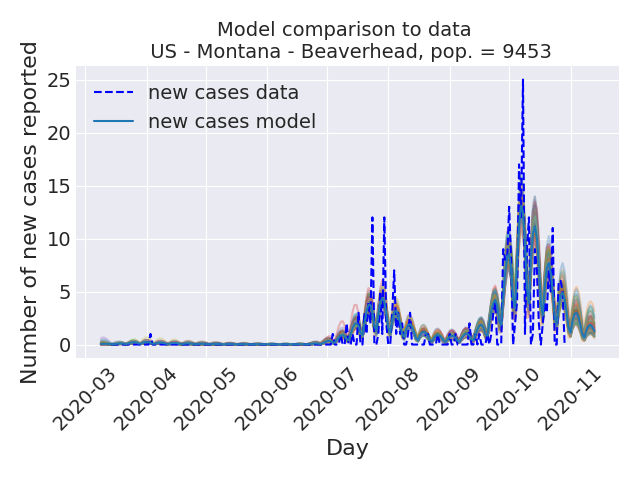 Model comparison to data
US - Montana - Beaverhead, pop. = 9453
Number of new cases reported
25
20
15
10
5
0
new cases data
new cases model
2020-03
2020-04
2020-05
2020-06
2020-07
2020-08
2020-09
2020-10
2020-11
Day